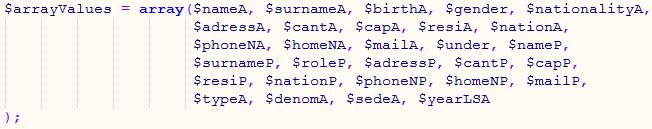 $arrayValues = array($nameA, $surnameA, $birthA, $gender, $nationalityA,
$adressA, $cantA, $capA, $resiA, $nationA,
$phoneNA, $homeNA, $mailA, $under, $nameP,
$surnameP, $roleP, $adressP, $cantP, $capP,
$resiP, $nationP, $phoneNP, $homeNP, $mailP,
$typeA, $denomA, $sedeA, $yearLSA
);